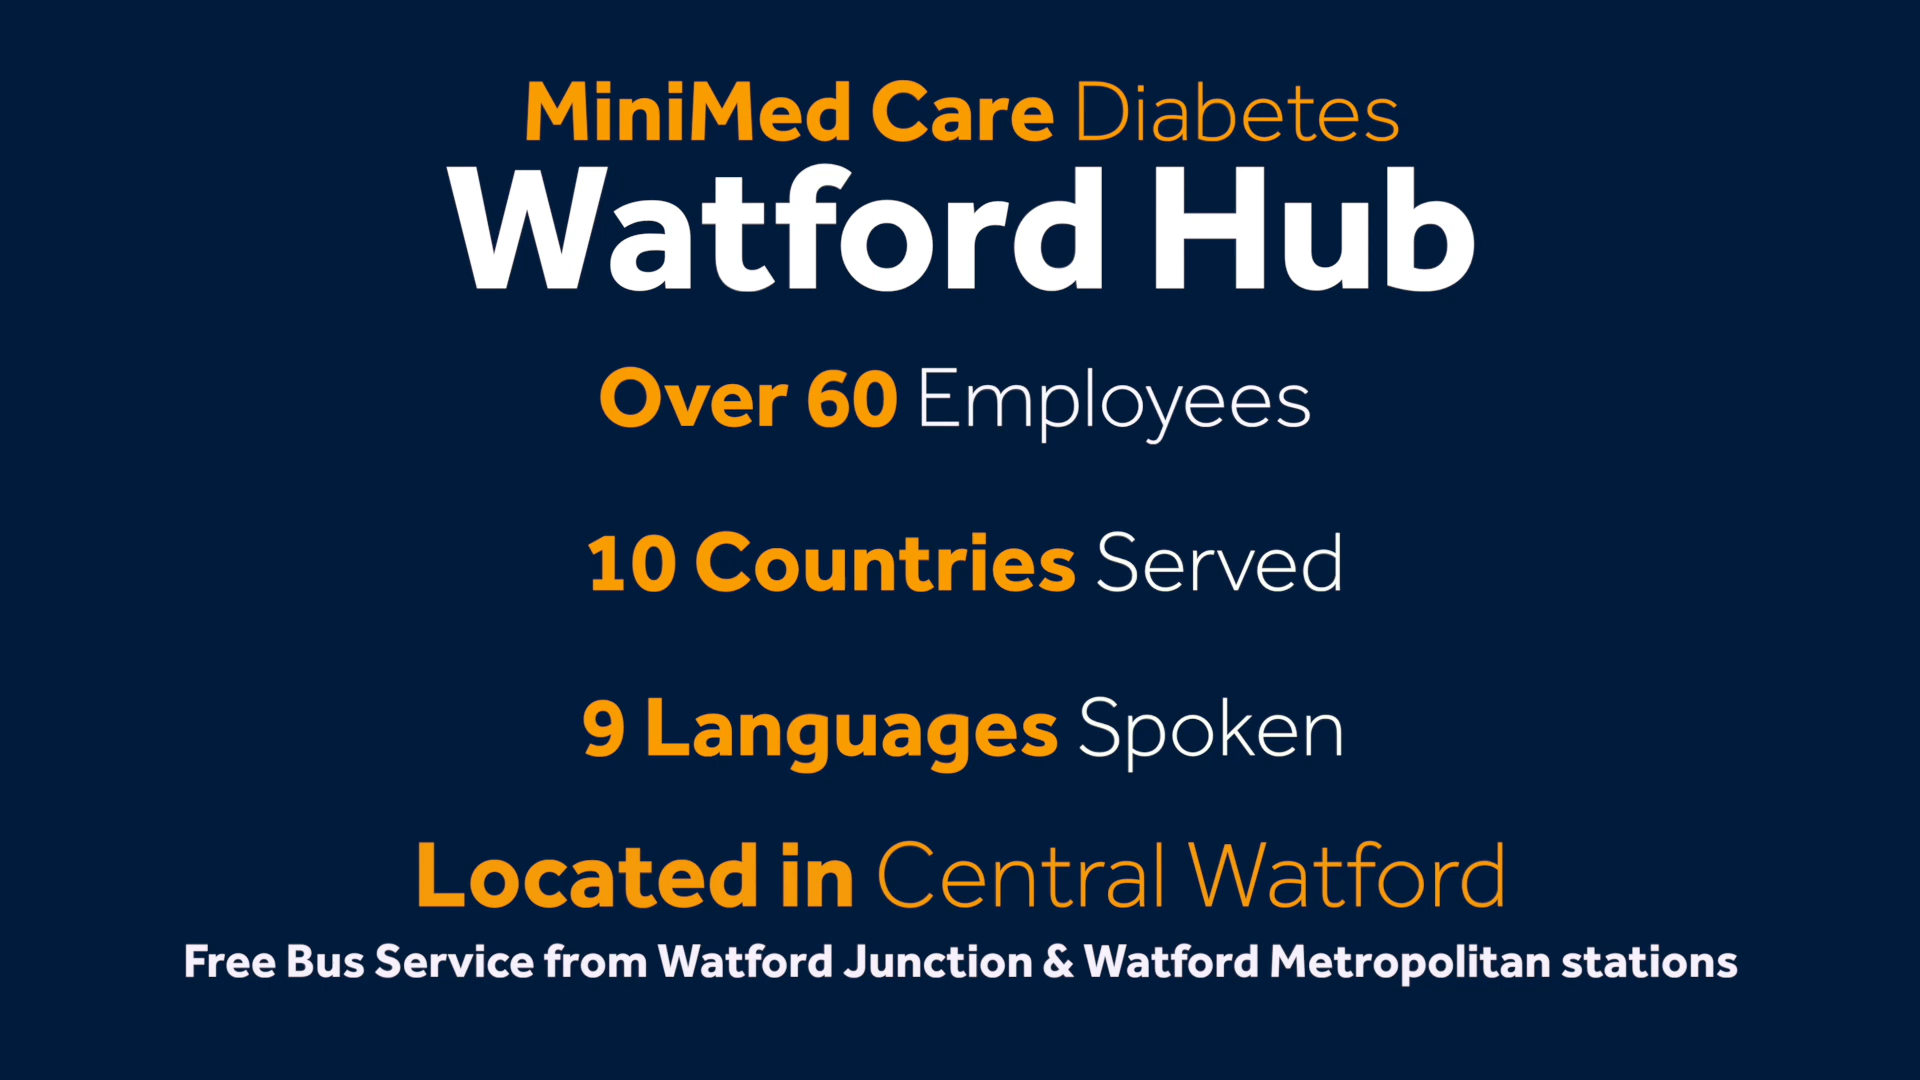 MiniMed Care Diabetes
Watford Hub
Over 60 Employees
10 Countries Served
9 Languages Spoken
Located in Central Watford
Free Bus Service from Watford Junction & Watford Metropolitan stations